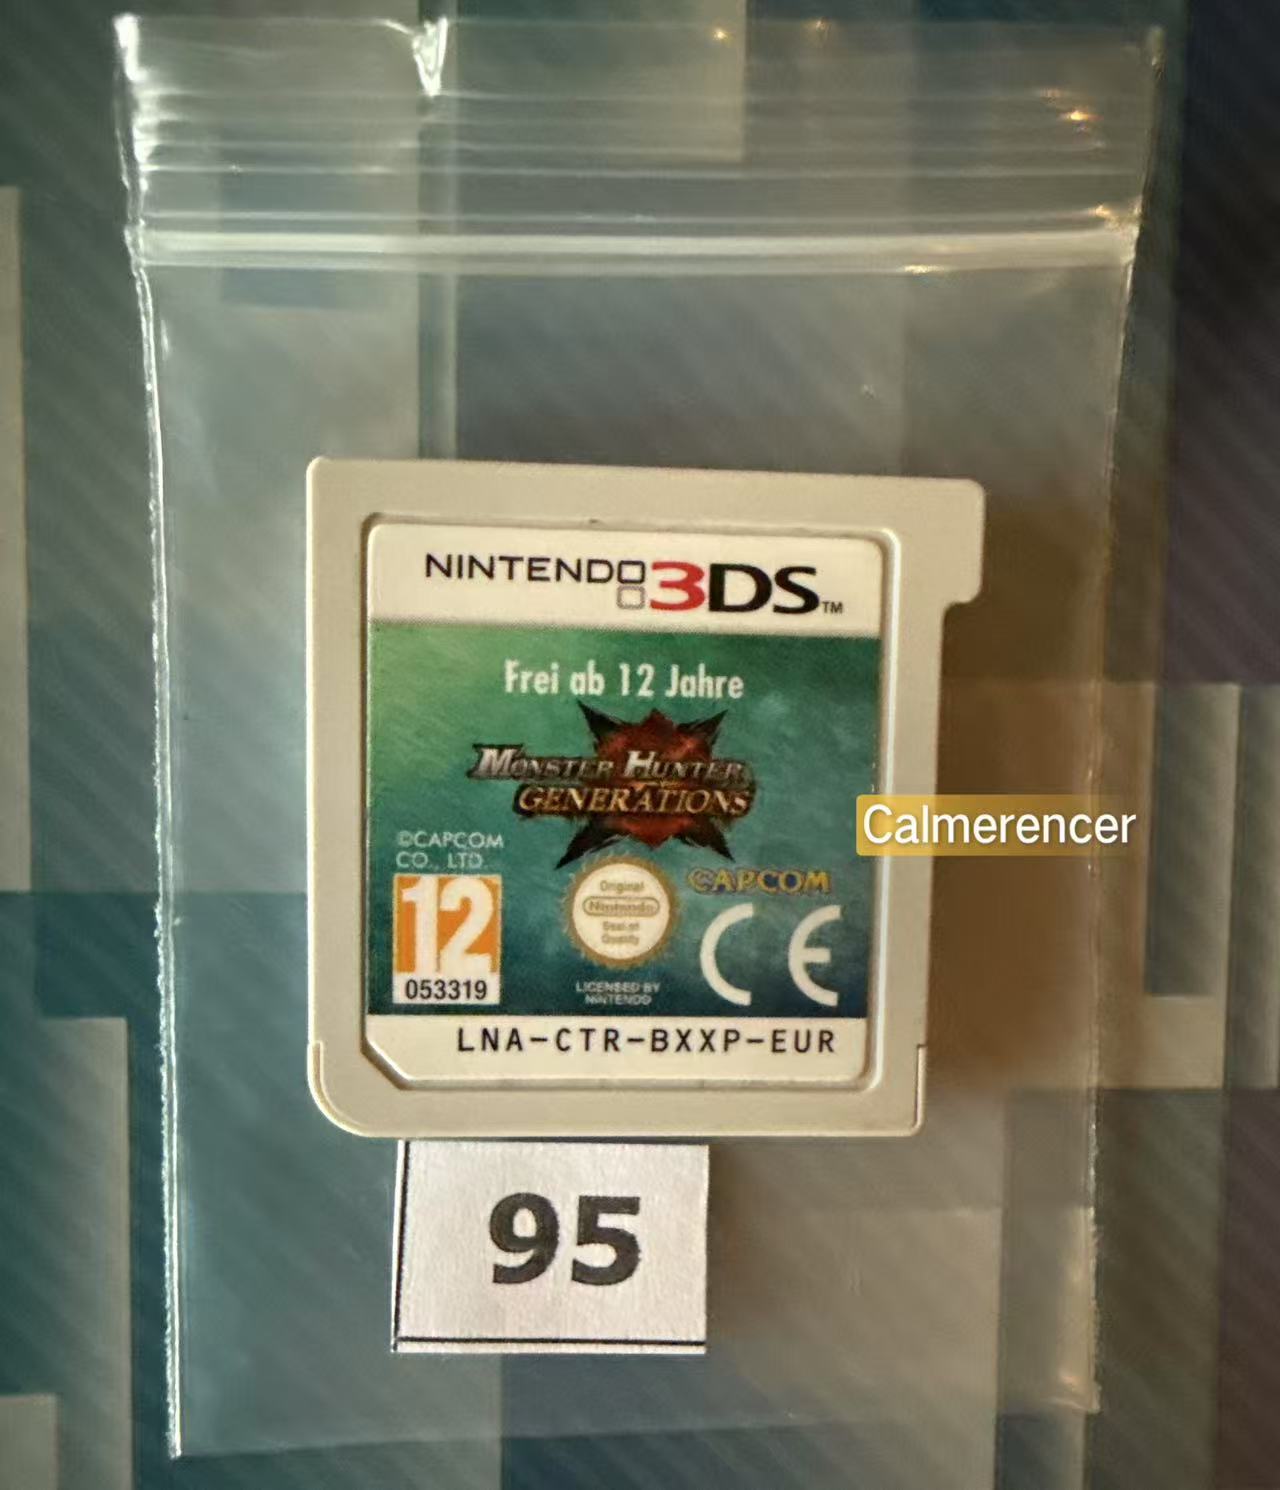 NINTENDO 3DS™
Frei ab 12 Jahre
MONSTER HUNTER
GENERATIONS
Calmerencer
©CAPCOM
CO., LTD.
CAPCOM
12
Original
Nintendo
Seal of
Quality
CE
053319
LICENSED BY
NINTENDO
LNA-CTR-BXXP-EUR
95